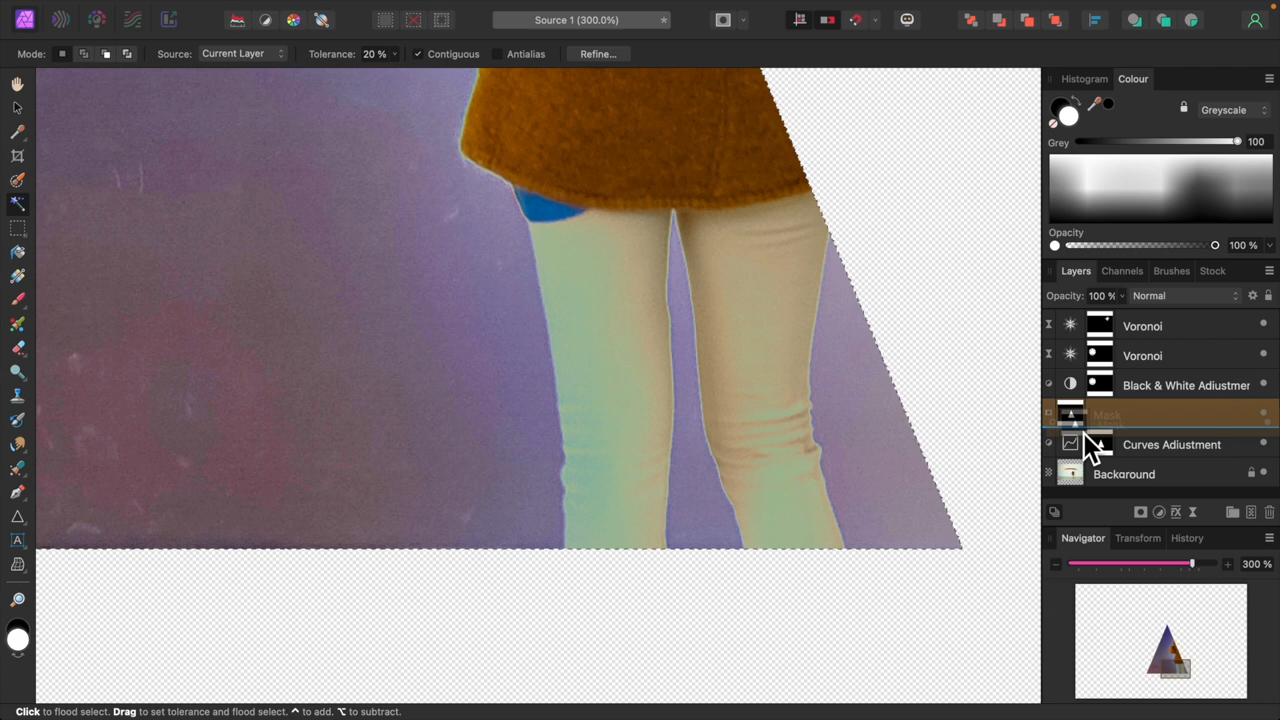 Source 1 (300.0%)
Mode: Source: Current Layer Tolerance: 20 % Contiguous Antialias Refine...
Histogram Colour
Greyscale
Grey 100
Opacity
100 %
Layers Channels Brushes Stock
Opacity: 100 % Normal
Voronoi
Voronoi
Black & White Adjustmer
Mask
Curves Adjustment
Background
Navigator Transform History
300 %
Click to flood select. Drag to set tolerance and flood select. ^ to add. ⌥ to subtract.